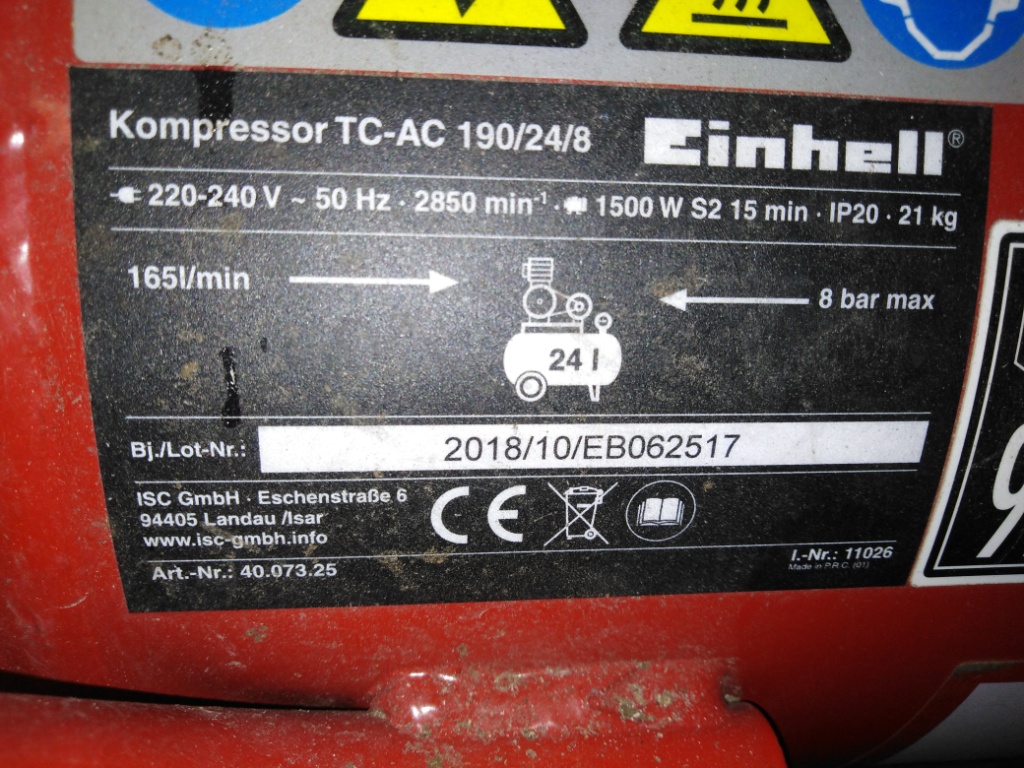 Kompressor TC-AC 190/24/8
Einhell®
220-240 V ~ 50 Hz · 2850 min⁻¹ · 1500 W S2 15 min · IP20 · 21 kg
165l/min
8 bar max
24 l
Bj./Lot-Nr.: 2018/10/EB062517
ISC GmbH · Eschenstraße 6
94405 Landau /Isar
www.isc-gmbh.info
CE
Art.-Nr.: 40.073.25
I.-Nr.: 11026
Made in P.R.C. (01)
9